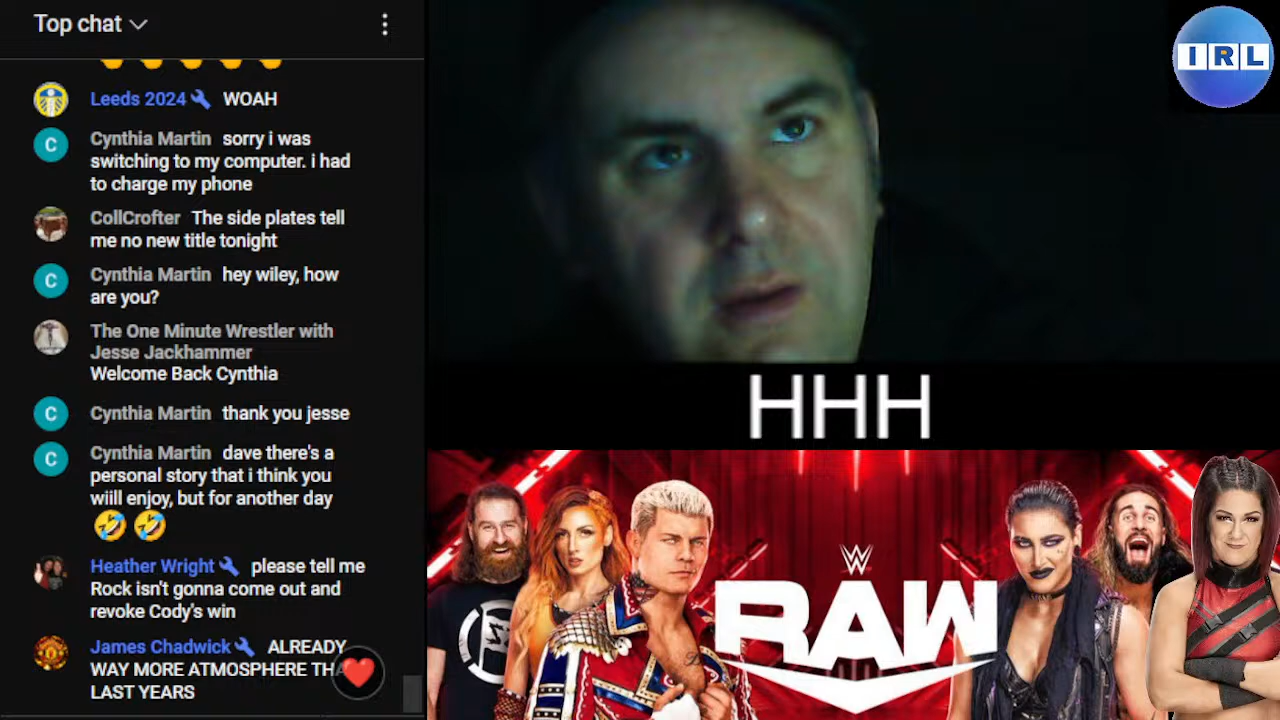 Top chat
Leeds 2024 WOAH
Cynthia Martin sorry i was
switching to my computer. i had
to charge my phone
CollCrofter The side plates tell
me no new title tonight
Cynthia Martin hey wiley, how
are you?
The One Minute Wrestler with
Jesse Jackhammer
Welcome Back Cynthia
Cynthia Martin thank you jesse
Cynthia Martin dave there's a
personal story that i think you
wiill enjoy, but for another day
Heather Wright please tell me
Rock isn't gonna come out and
revoke Cody's win
James Chadwick ALREADY
WAY MORE ATMOSPHERE
LAST YEARS
C
C
C
C
IRL
HHH
W
RAW